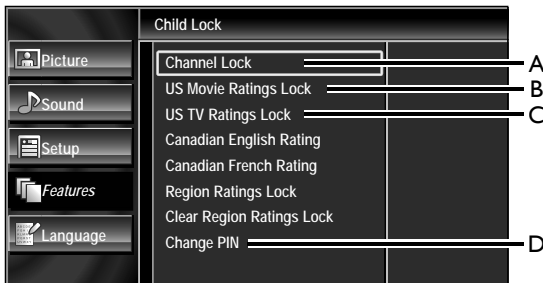 Child Lock
Picture
Sound
Setup
Features
Language
Channel Lock
US Movie Ratings Lock
US TV Ratings Lock
Canadian English Rating
Canadian French Rating
Region Ratings Lock
Clear Region Ratings Lock
Change PIN
A
B
C
D